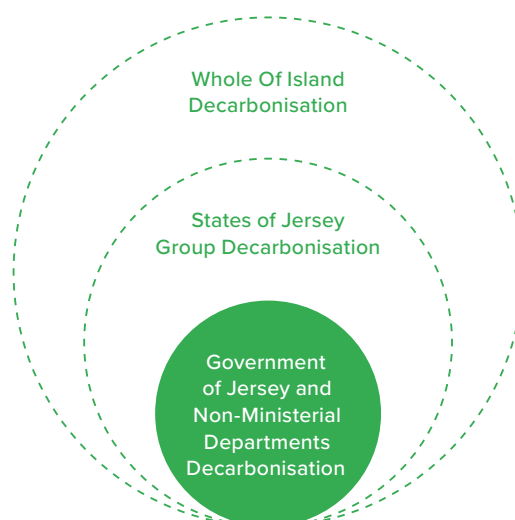 Whole Of Island
Decarbonisation
States of Jersey
Group Decarbonisation
Government
of Jersey and
Non-Ministerial
Departments
Decarbonisation